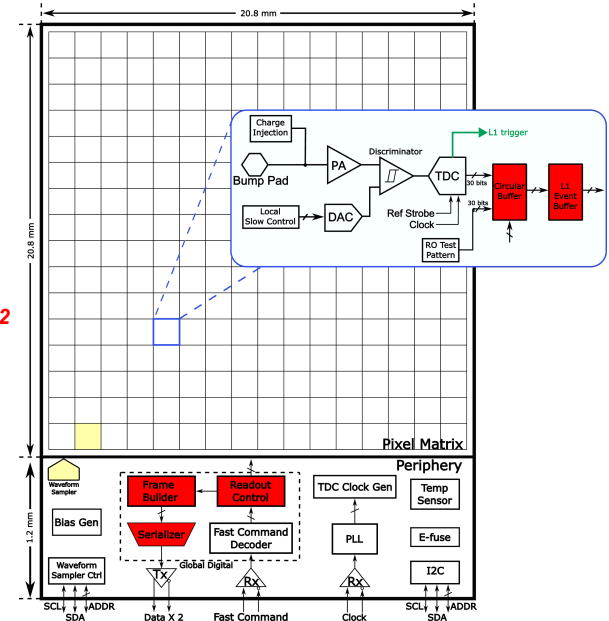 20.8 mm
20.8 mm
2
Charge
Injection
Bump Pad
PA
Discriminator
TDC
L1 trigger
30 bits
30 bits
Circular
Buffer
L1
Event
Buffer
Local
Slow Control
DAC
Ref Strobe
Clock
RO Test
Pattern
Pixel Matrix
Periphery
1.2 mm
Waveform
Sampler
Bias Gen
Waveform
Sampler Ctrl
Frame
Builder
Readout
Control
Serializer
Fast Command
Decoder
Global Digital
Tx
Rx
TDC Clock Gen
PLL
Rx
Temp
Sensor
E-fuse
I2C
SCL
ADDR
SDA
Data X 2
Fast Command
Clock
SCL
ADDR
SDA